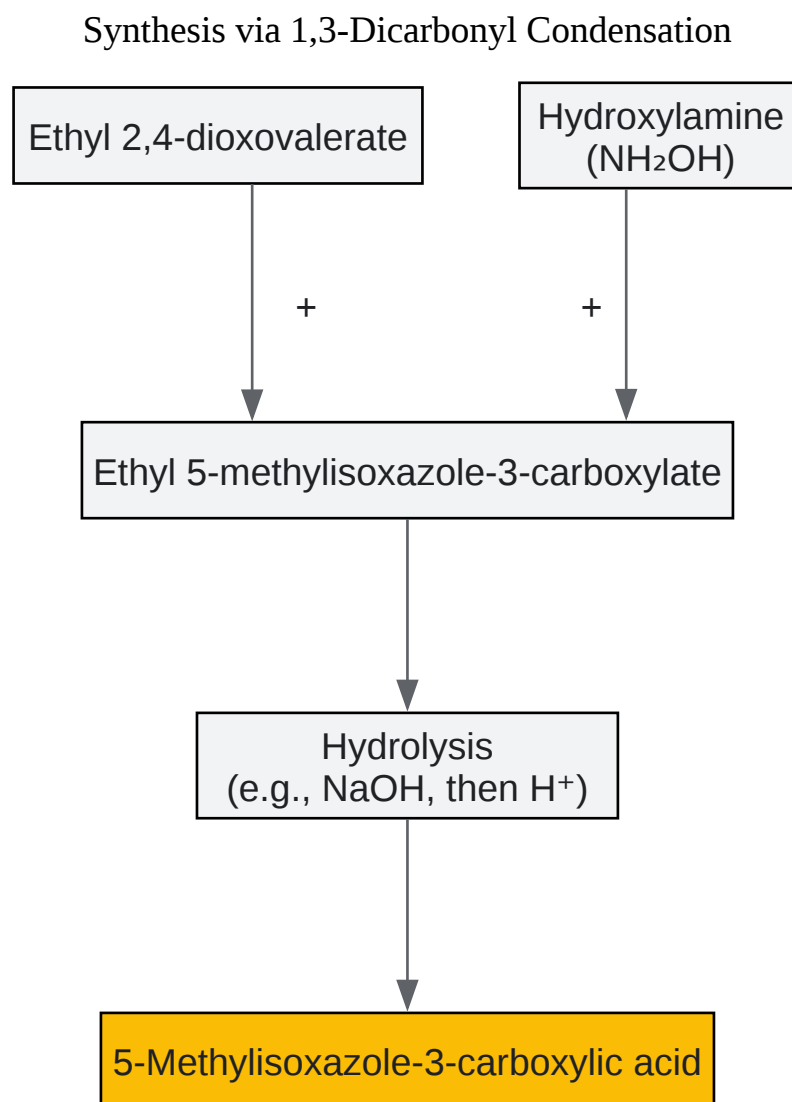 Synthesis via 1,3-Dicarbonyl Condensation
Ethyl 2,4-dioxovalerate
Hydroxylamine
(NH₂OH)
+
+
Ethyl 5-methylisoxazole-3-carboxylate
Hydrolysis
(e.g., NaOH, then H⁺)
5-Methylisoxazole-3-carboxylic acid